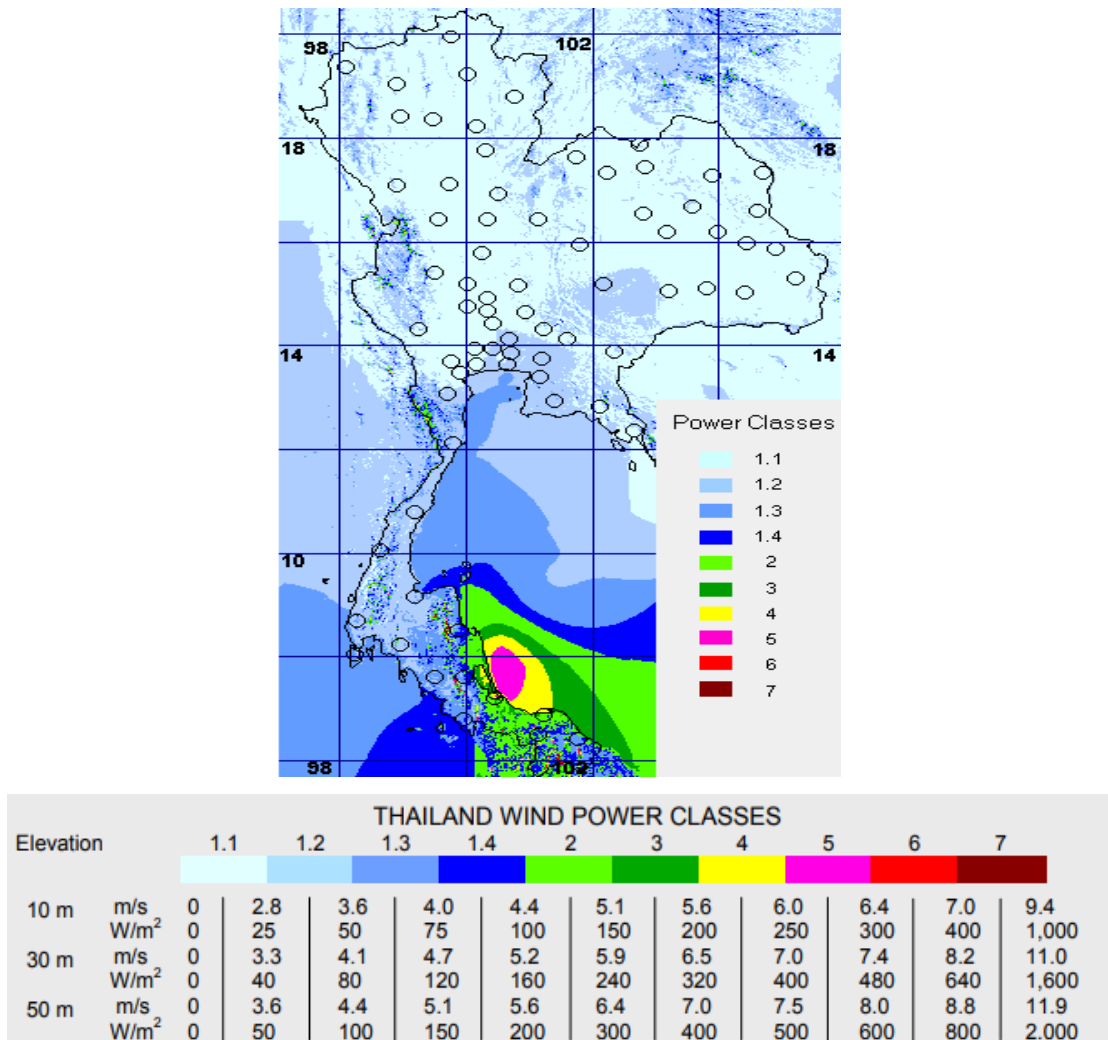 98 102
18 18
14 14
Power Classes
1.1
1.2
1.3
1.4
10
2
3
4
5
6
7
98 102
THAILAND WIND POWER CLASSES
Elevation 1.1 1.2 1.3 1.4 2 3 4 5 6 7
10 m m/s 0 2.8 3.6 4.0 4.4 5.1 5.6 6.0 6.4 7.0 9.4
W/m² 0 25 50 75 100 150 200 250 300 400 1,000
30 m m/s 0 3.3 4.1 4.7 5.2 5.9 6.5 7.0 7.4 8.2 11.0
W/m² 0 40 80 120 160 240 320 400 480 640 1,600
50 m m/s 0 3.6 4.4 5.1 5.6 6.4 7.0 7.5 8.0 8.8 11.9
W/m² 0 50 100 150 200 300 400 500 600 800 2.000